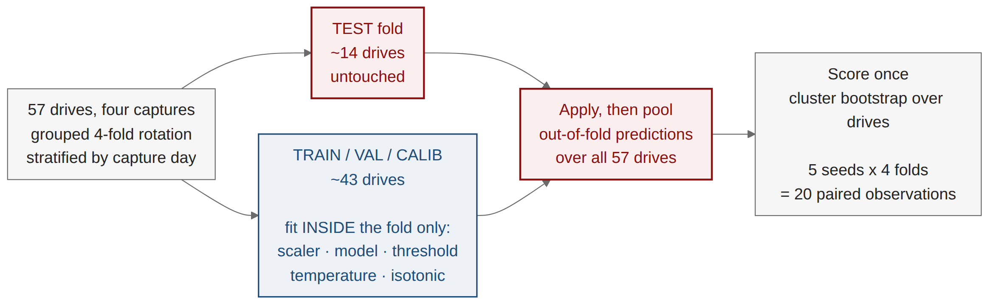 57 drives, four captures
grouped 4-fold rotation
stratified by capture day
TEST fold
~14 drives
untouched
TRAIN / VAL / CALIB
~43 drives
fit INSIDE the fold only:
scaler · model · threshold
temperature · isotonic
Apply, then pool
out-of-fold predictions
over all 57 drives
Score once
cluster bootstrap over
drives
5 seeds x 4 folds
= 20 paired observations